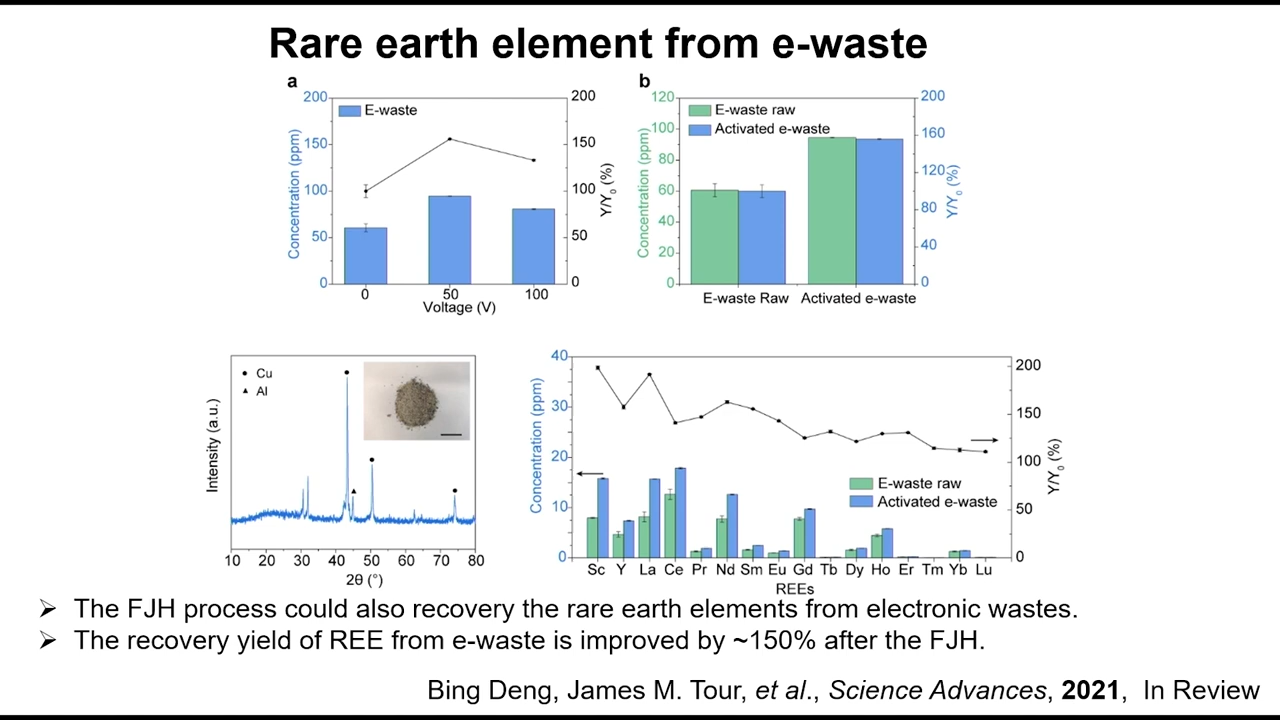 Rare earth element from e-waste
a
200
150
100
50
0
Concentration (ppm)
E-waste
200
150
100
50
0
Y/Y0 (%)
0 50 100
Voltage (V)
b
120
100
80
60
40
20
0
Concentration (ppm)
E-waste raw
Activated e-waste
200
160
120
80
40
0
Y/Y0 (%)
E-waste Raw Activated e-waste
Intensity (a.u.)
Cu
Al
10 20 30 40 50 60 70 80
2θ (°)
40
30
20
10
0
Concentration (ppm)
E-waste raw
Activated e-waste
200
150
100
50
0
Y/Y0 (%)
Sc Y La Ce Pr Nd Sm Eu Gd Tb Dy Ho Er Tm Yb Lu
REEs
➢ The FJH process could also recovery the rare earth elements from electronic wastes.
➢ The recovery yield of REE from e-waste is improved by ~150% after the FJH.
Bing Deng, James M. Tour, et al., Science Advances, 2021, In Review